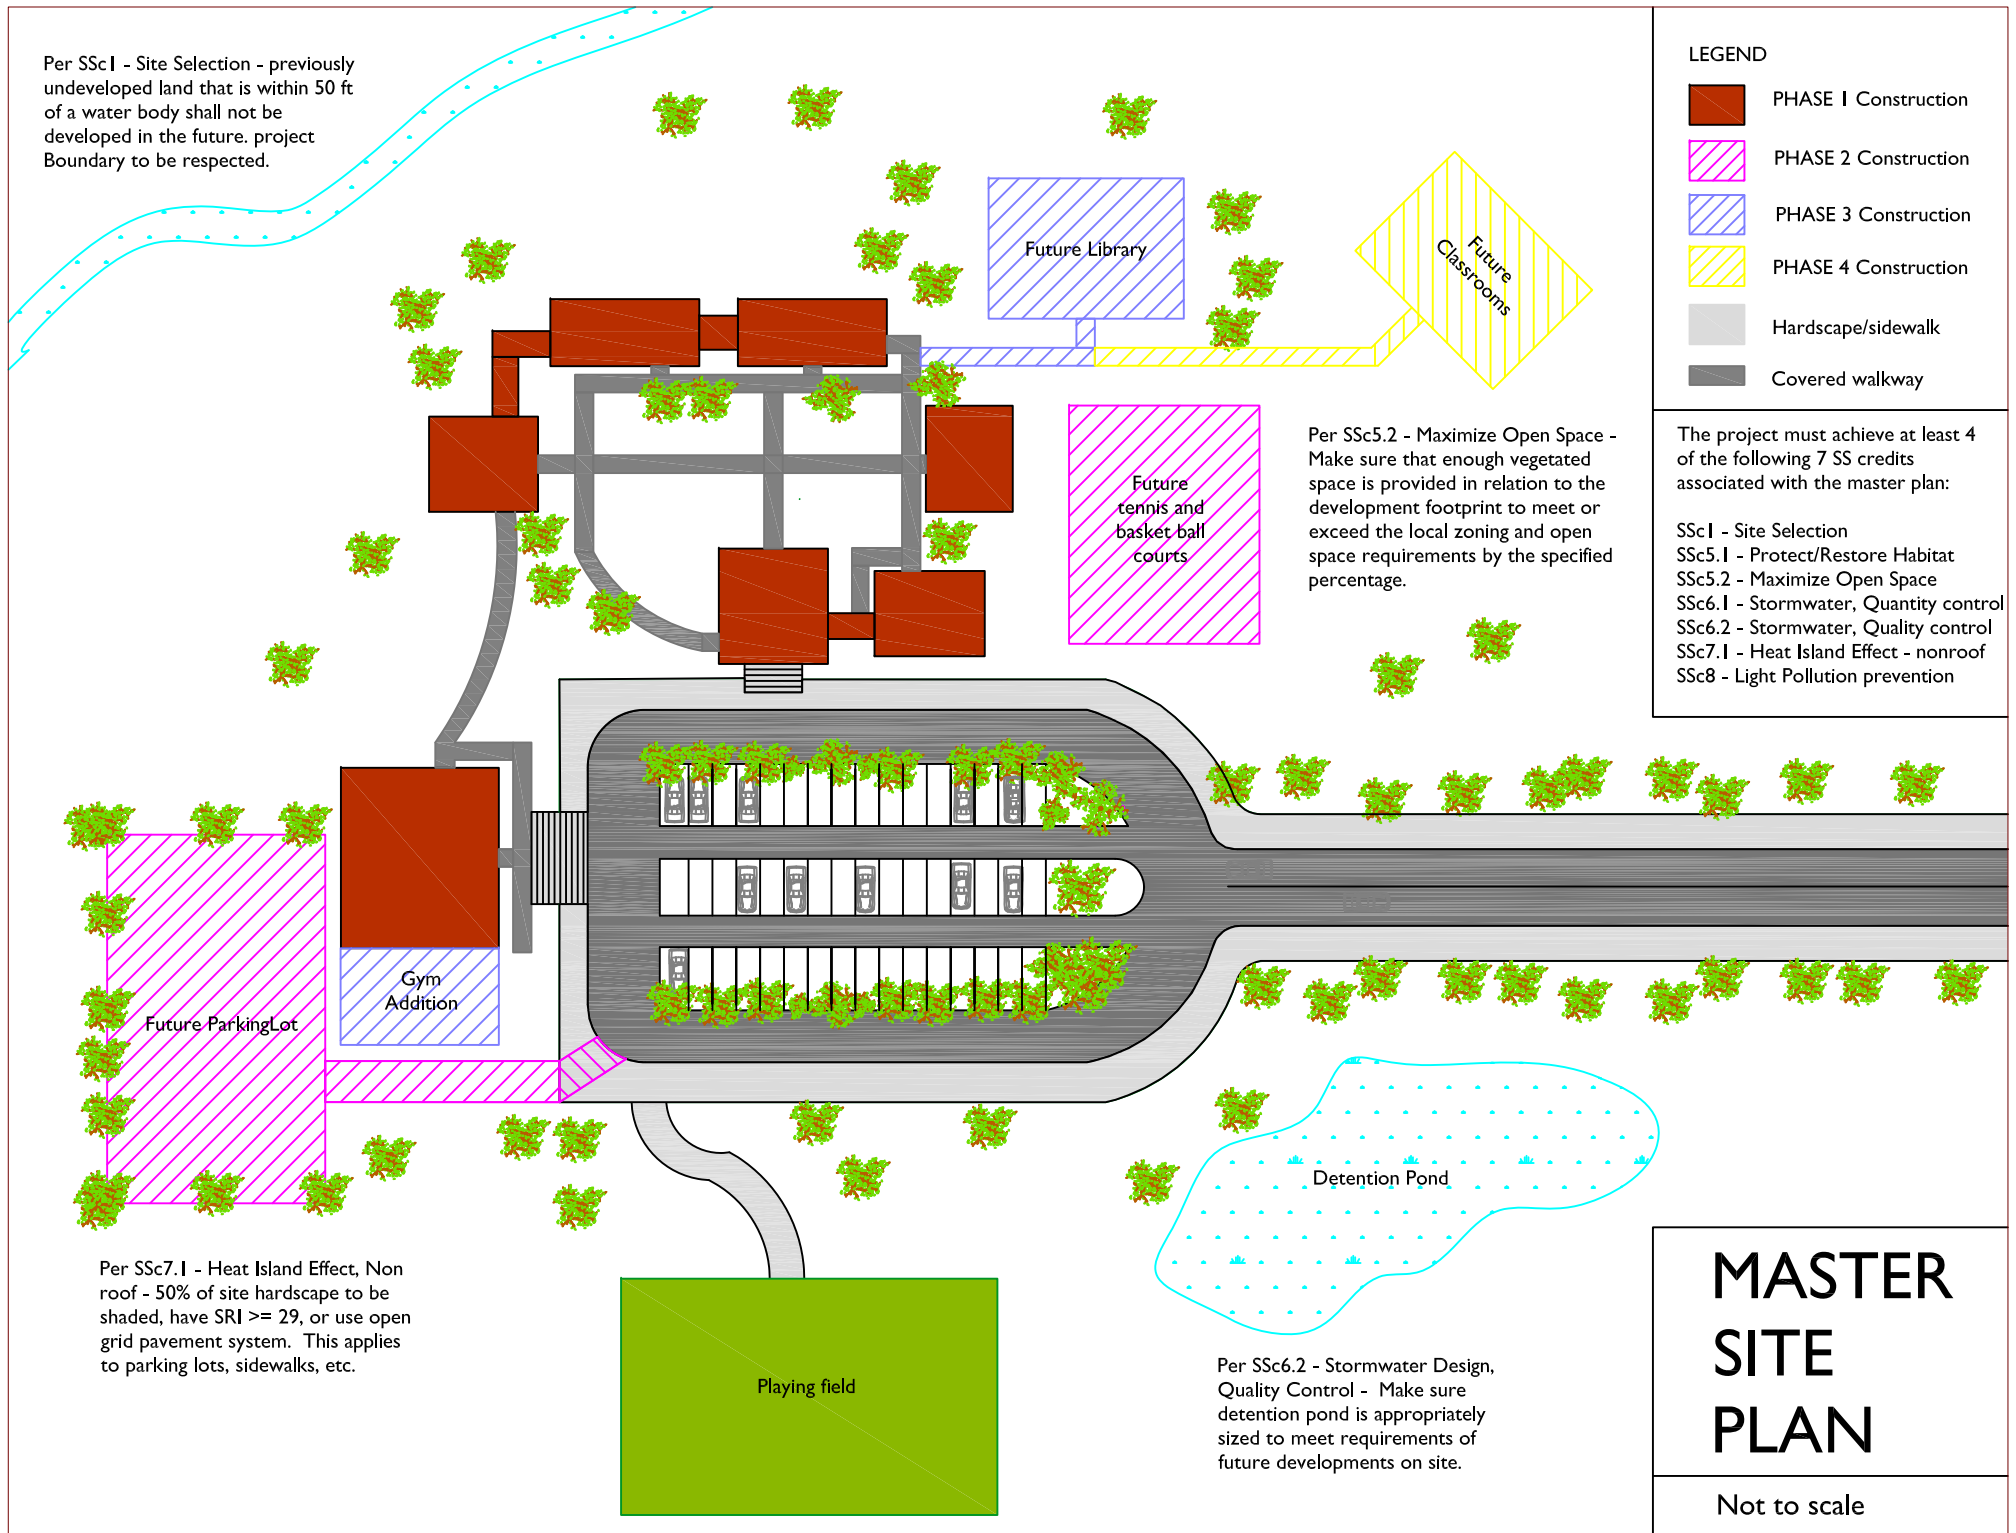 Per SSc1 - Site Selection - previously
undeveloped land that is within 50 ft
of a water body shall not be
developed in the future. project
Boundary to be respected.
LEGEND
PHASE 1 Construction
PHASE 2 Construction
PHASE 3 Construction
PHASE 4 Construction
Hardscape/sidewalk
Covered walkway
Future Library
Future
Classrooms
The project must achieve at least 4
of the following 7 SS credits
associated with the master plan:
SSc1 - Site Selection
SSc5.1 - Protect/Restore Habitat
SSc5.2 - Maximize Open Space
SSc6.1 - Stormwater, Quantity control
SSc6.2 - Stormwater, Quality control
SSc7.1 - Heat Island Effect - nonroof
SSc8 - Light Pollution prevention
Per SSc5.2 - Maximize Open Space -
Make sure that enough vegetated
space is provided in relation to the
development footprint to meet or
exceed the local zoning and open
space requirements by the specified
percentage.
Future
tennis and
basket ball
courts
Gym
Addition
Future ParkingLot
Detention Pond
Per SSc7.1 - Heat Island Effect, Non
roof - 50% of site hardscape to be
shaded, have SRI >= 29, or use open
grid pavement system.  This applies
to parking lots, sidewalks, etc.
Playing field
Per SSc6.2 - Stormwater Design,
Quality Control -  Make sure
detention pond is appropriately
sized to meet requirements of
future developments on site.
MASTER
SITE
PLAN
Not to scale